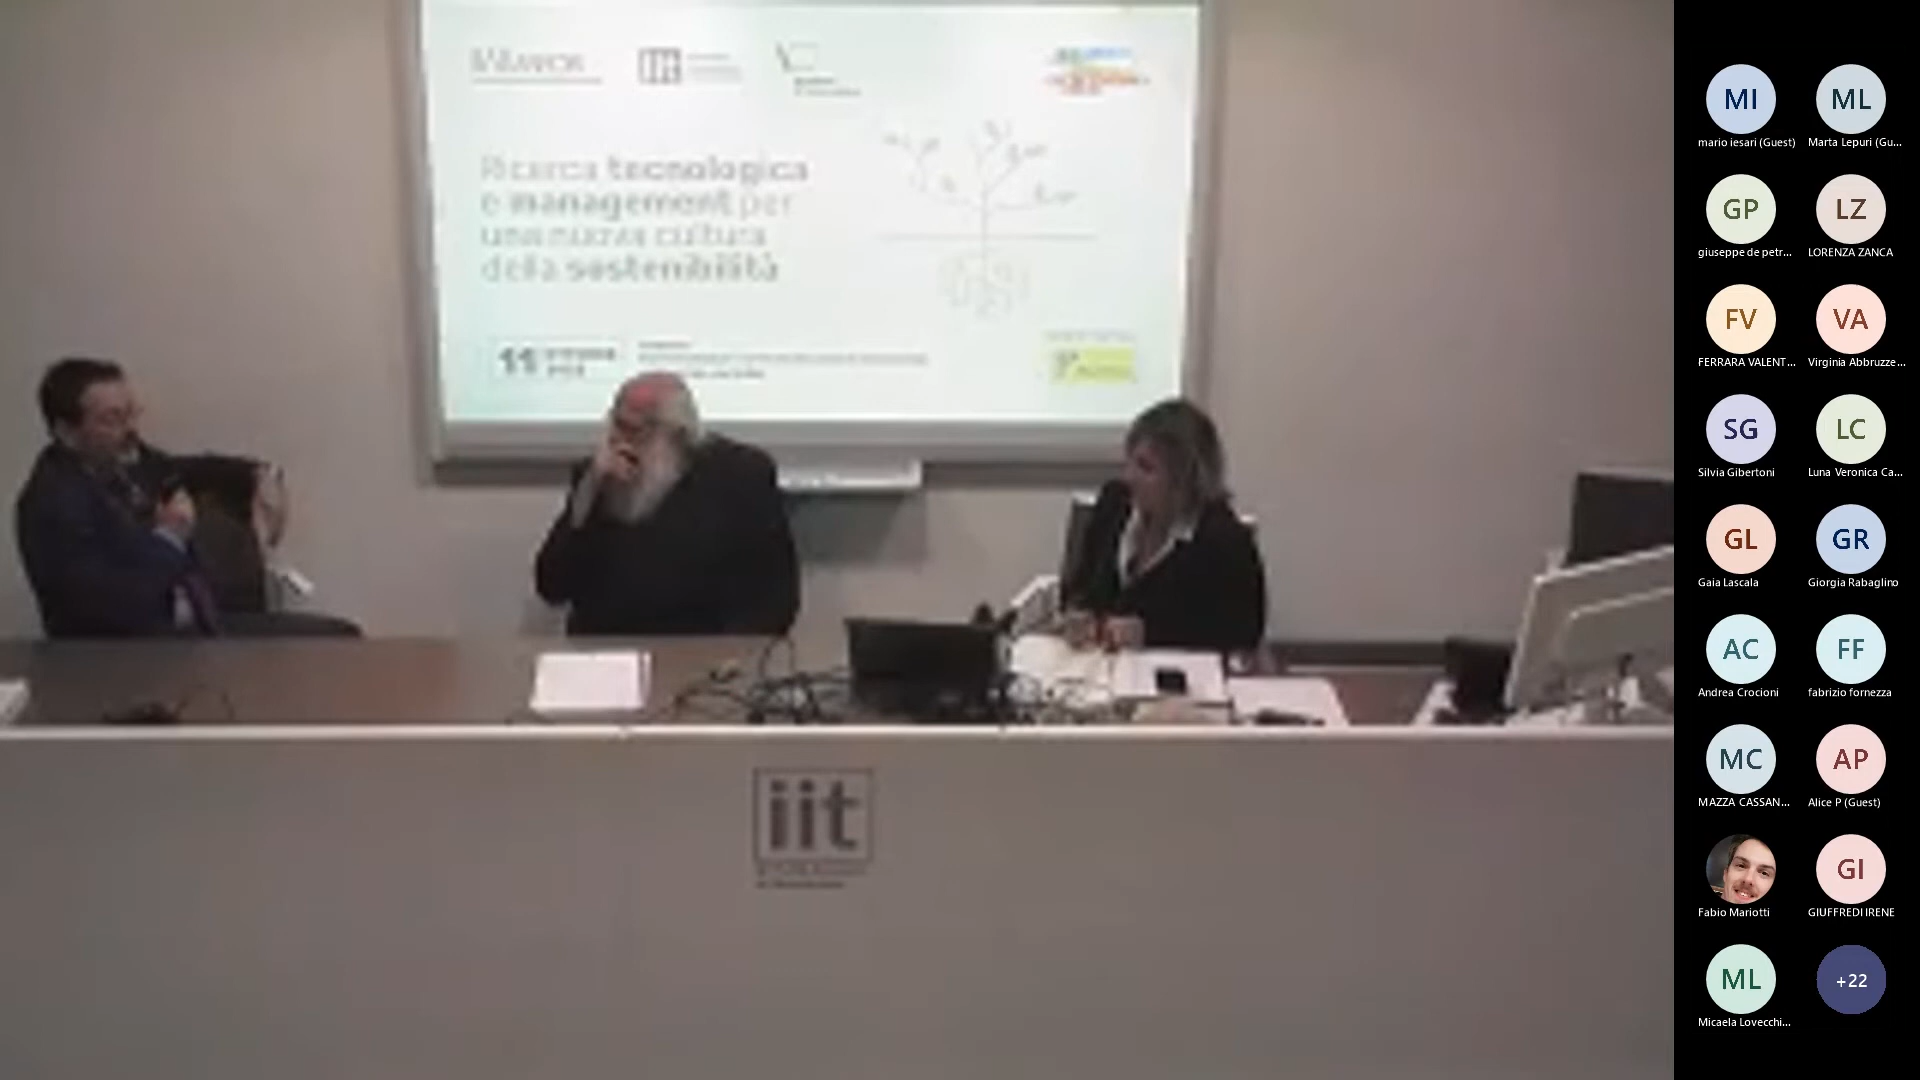 Ricerca tecnologica
e management per
una nuova cultura
della sostenibilità
11
iit
MI
mario iesari (Guest)
ML
Marta Lepuri (Gu...
GP
giuseppe de petr...
LZ
LORENZA ZANCA
FV
FERRARA VALENT...
VA
Virginia Abbruzze...
SG
Silvia Gibertoni
LC
Luna Veronica Ca...
GL
Gaia Lascala
GR
Giorgia Rabaglino
AC
Andrea Crocioni
FF
fabrizio fornezza
MC
MAZZA CASSAN...
AP
Alice P (Guest)
Fabio Mariotti
GI
GIUFFREDI IRENE
ML
Micaela Lovecchi...
+22